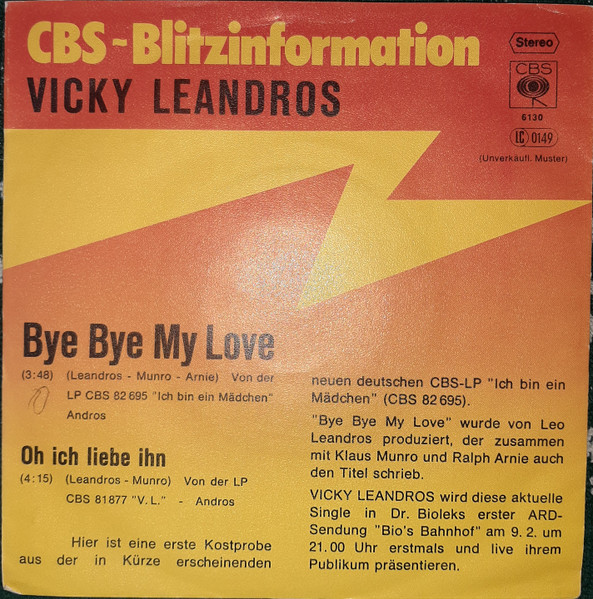 CBS-Blitzinformation
VICKY LEANDROS
Stereo
CBS
6130
LC 0149
(Unverkäufl. Muster)
Bye Bye My Love
(3:48) (Leandros - Munro - Arnie) Von der
LP CBS 82 695 "Ich bin ein Mädchen"
Andros
Oh ich liebe ihn
(4:15) (Leandros - Munro) Von der LP
CBS 81877 "V. L." - Andros
Hier ist eine erste Kostprobe
aus der in Kürze erscheinenden
neuen deutschen CBS-LP "Ich bin ein
Mädchen" (CBS 82 695).
"Bye Bye My Love" wurde von Leo
Leandros produziert, der zusammen
mit Klaus Munro und Ralph Arnie auch
den Titel schrieb.
VICKY LEANDROS wird diese aktuelle
Single in Dr. Bioleks erster ARD-
Sendung "Bio's Bahnhof" am 9. 2. um
21.00 Uhr erstmals und live ihrem
Publikum präsentieren.